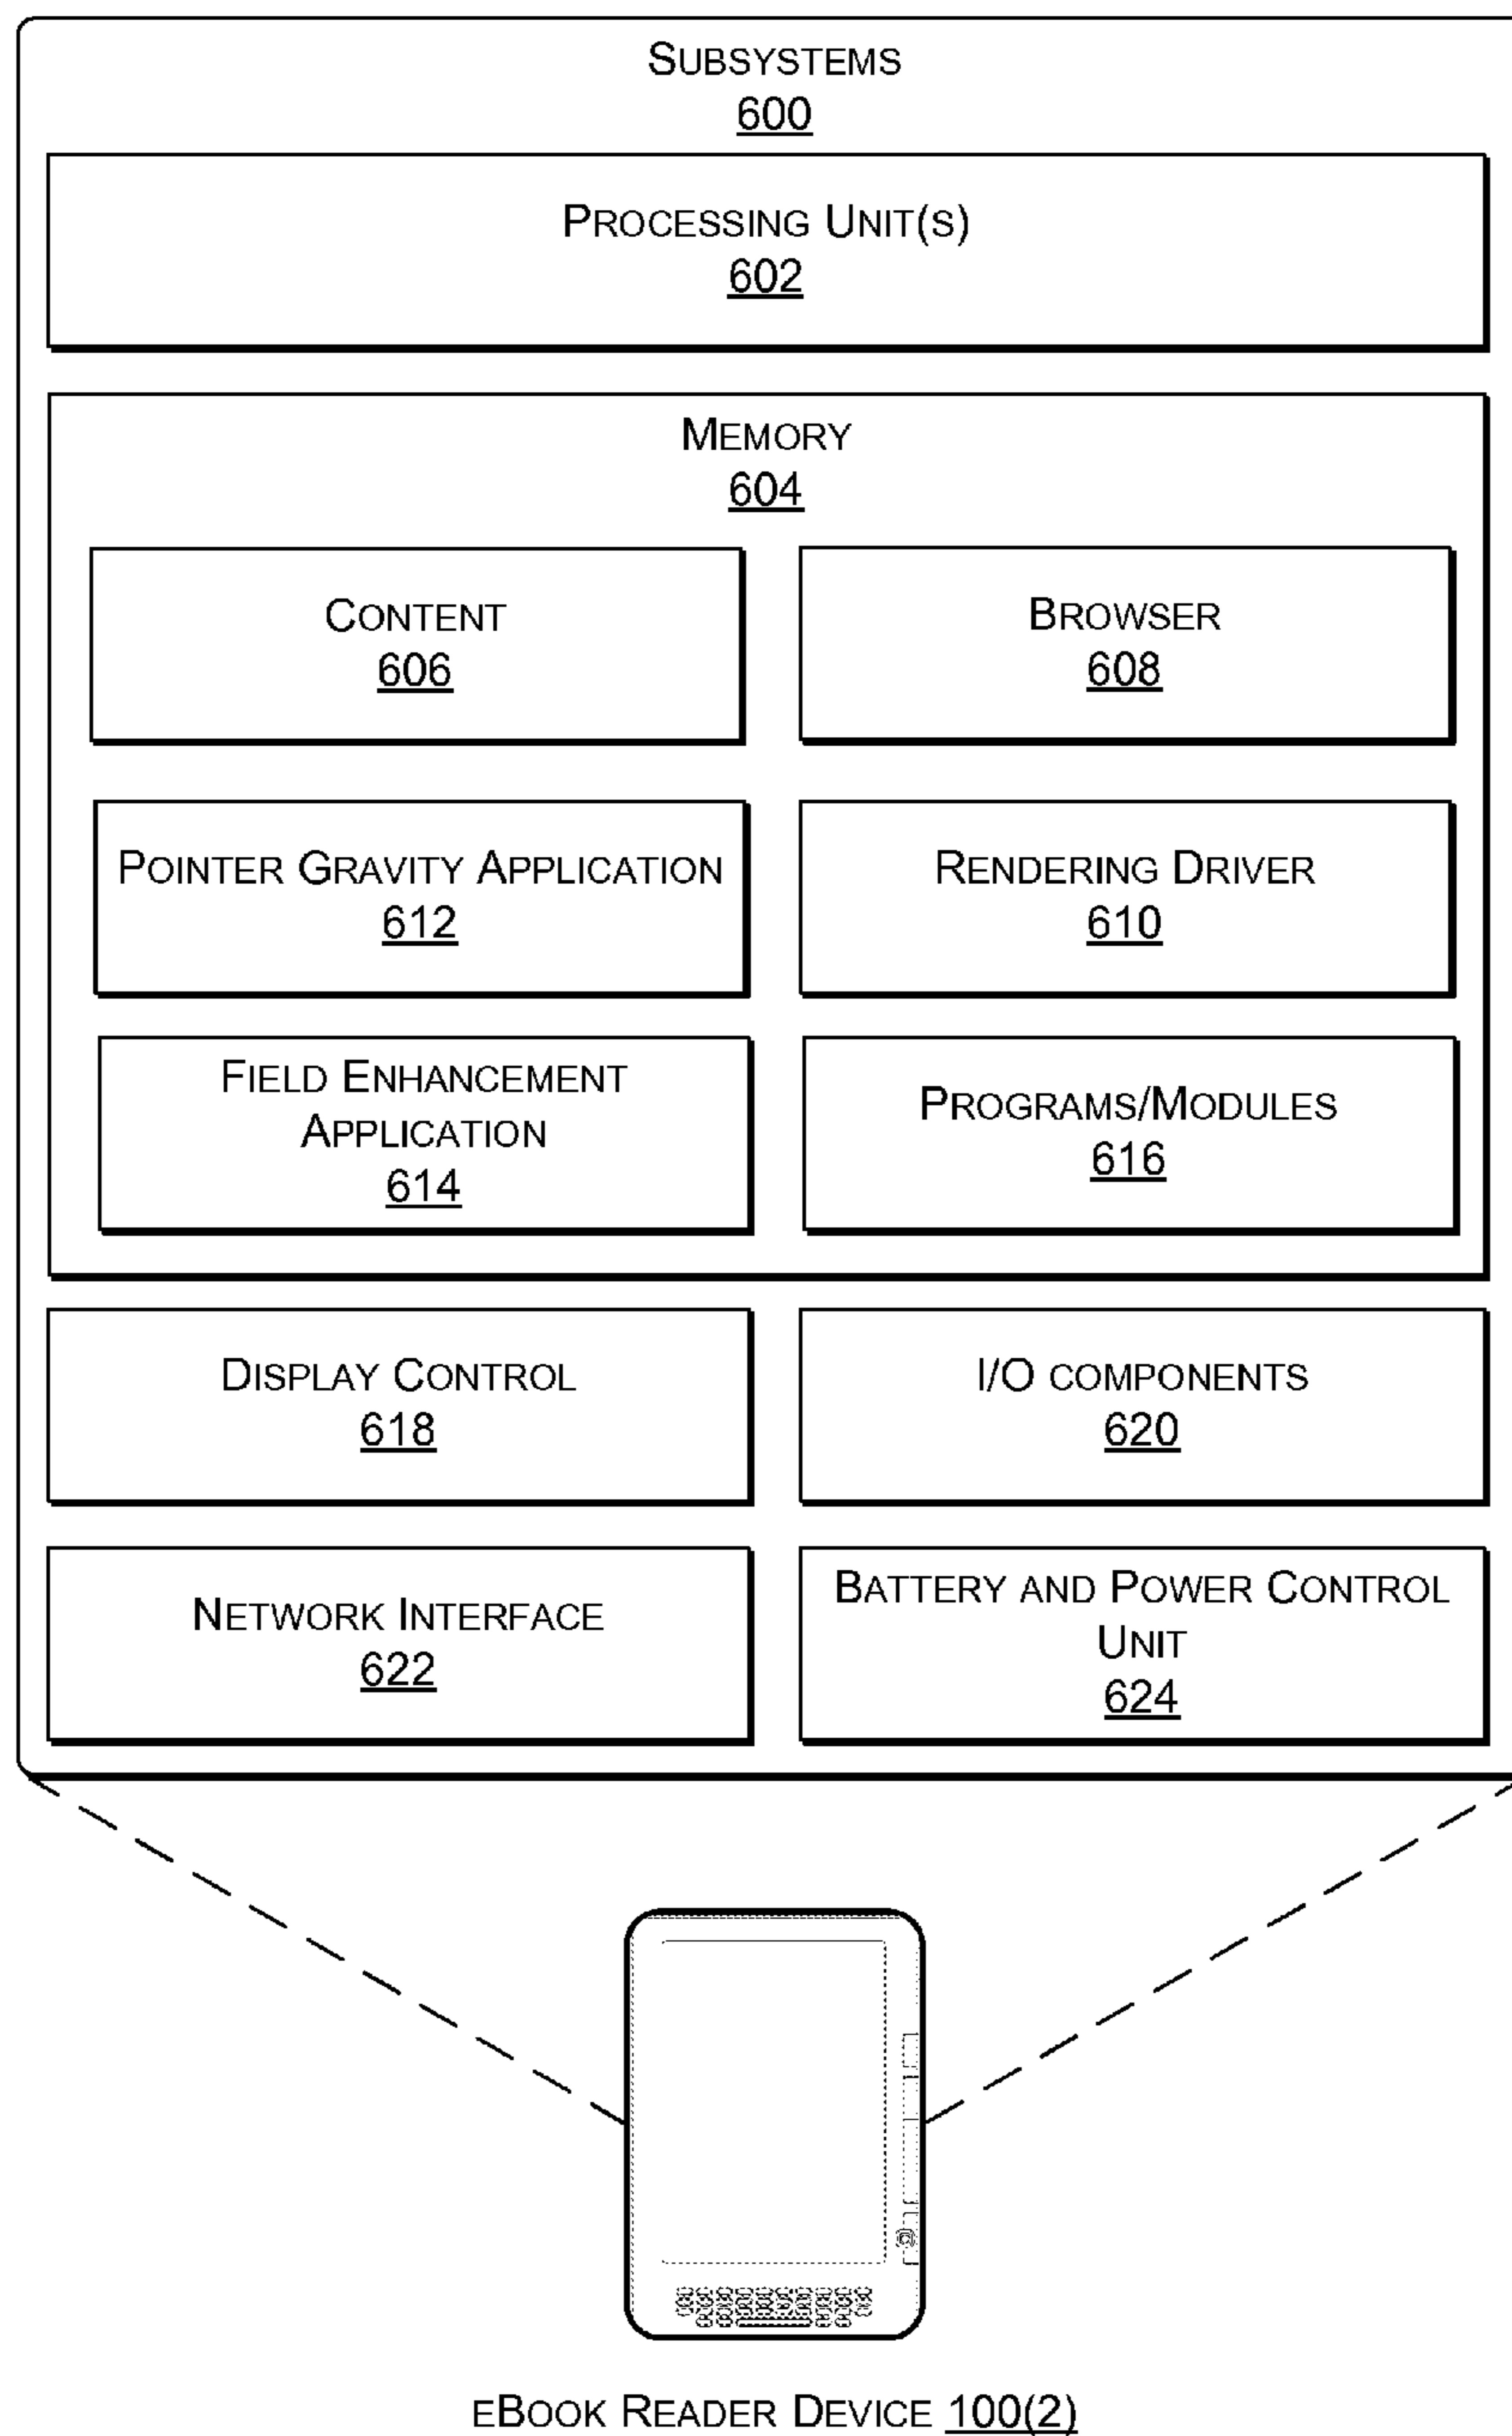 SUBSYSTEMS
600
PROCESSING UNIT(S)
602
MEMORY
604
CONTENT
606
BROWSER
608
POINTER GRAVITY APPLICATION
612
RENDERING DRIVER
610
FIELD ENHANCEMENT
APPLICATION
614
PROGRAMS/MODULES
616
DISPLAY CONTROL
618
I/O COMPONENTS
620
NETWORK INTERFACE
622
BATTERY AND POWER CONTROL
UNIT
624
EBOOK READER DEVICE 100(2)